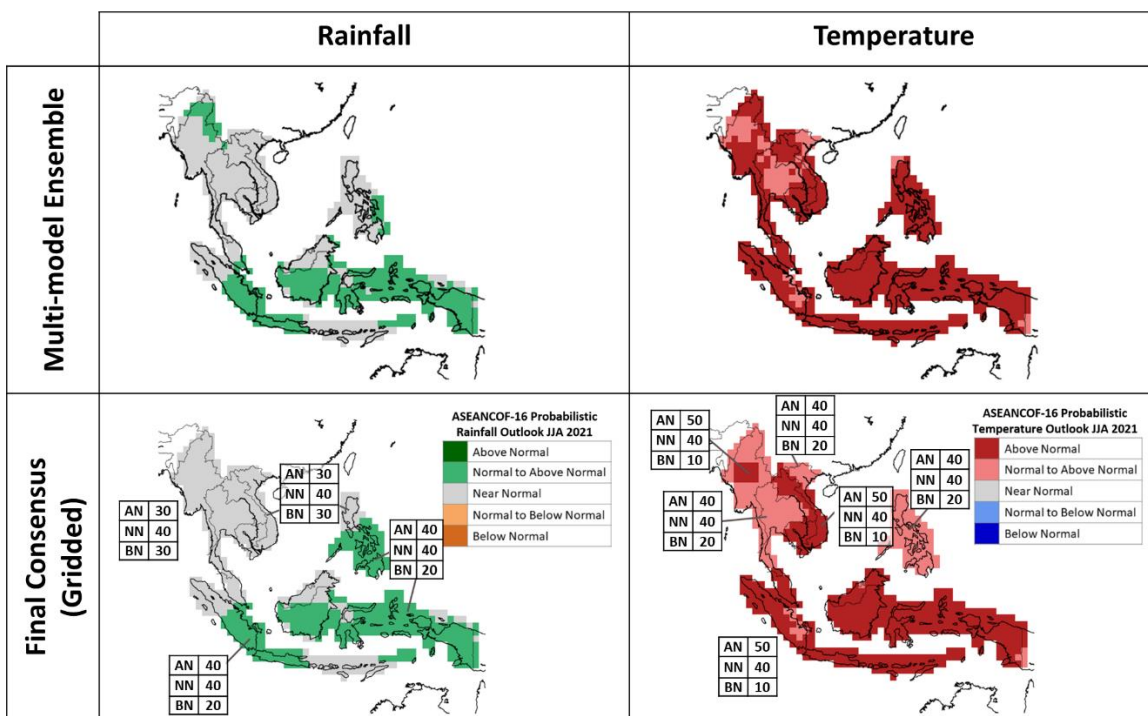 Rainfall
Temperature
Multi-model Ensemble
Final Consensus
(Gridded)
ASEANCOF-16 Probabilistic
Rainfall Outlook JJA 2021
Above Normal
Normal to Above Normal
Near Normal
Normal to Below Normal
Below Normal
AN 30
NN 40
BN 30
AN 30
NN 40
BN 30
AN 40
NN 40
BN 20
AN 40
NN 40
BN 20
ASEANCOF-16 Probabilistic
Temperature Outlook JJA 2021
Above Normal
Normal to Above Normal
Near Normal
Normal to Below Normal
Below Normal
AN 50
NN 40
BN 10
AN 40
NN 40
BN 20
AN 40
NN 40
BN 20
AN 40
NN 40
BN 20
AN 50
NN 40
BN 10
AN 50
NN 40
BN 10